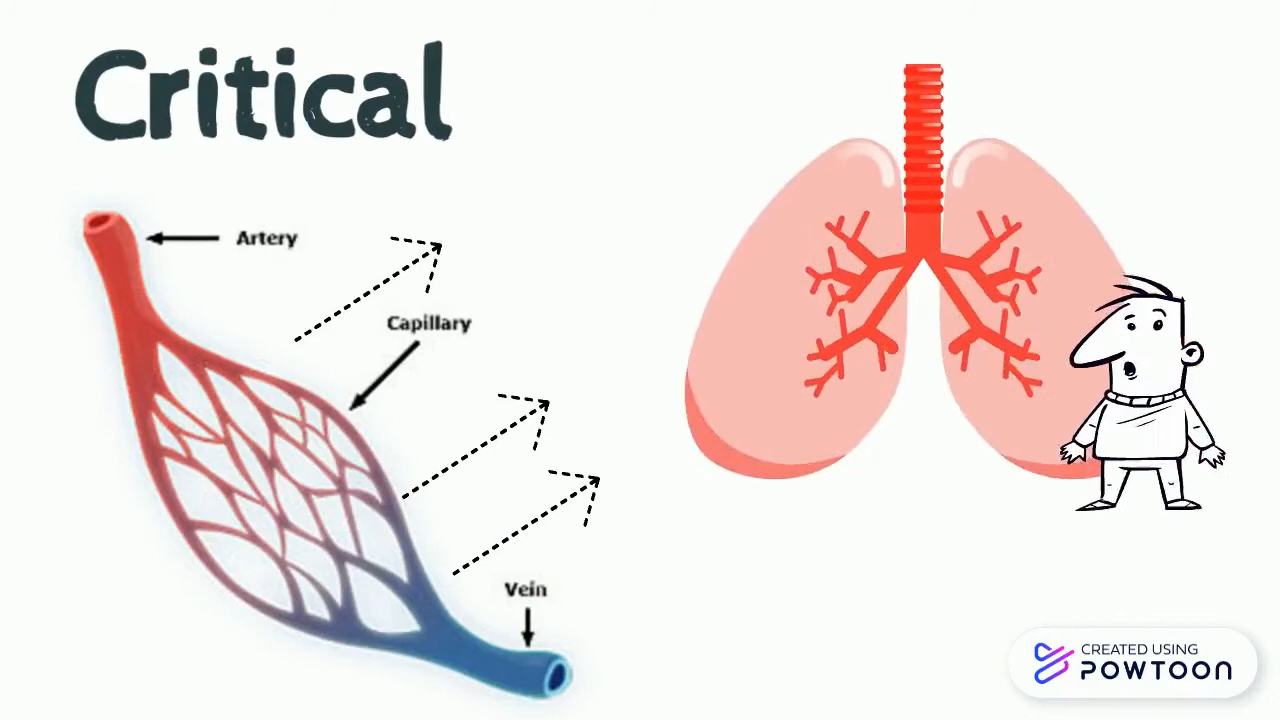 Critical
Artery
Capillary
Vein
CREATED USING
POWTOON